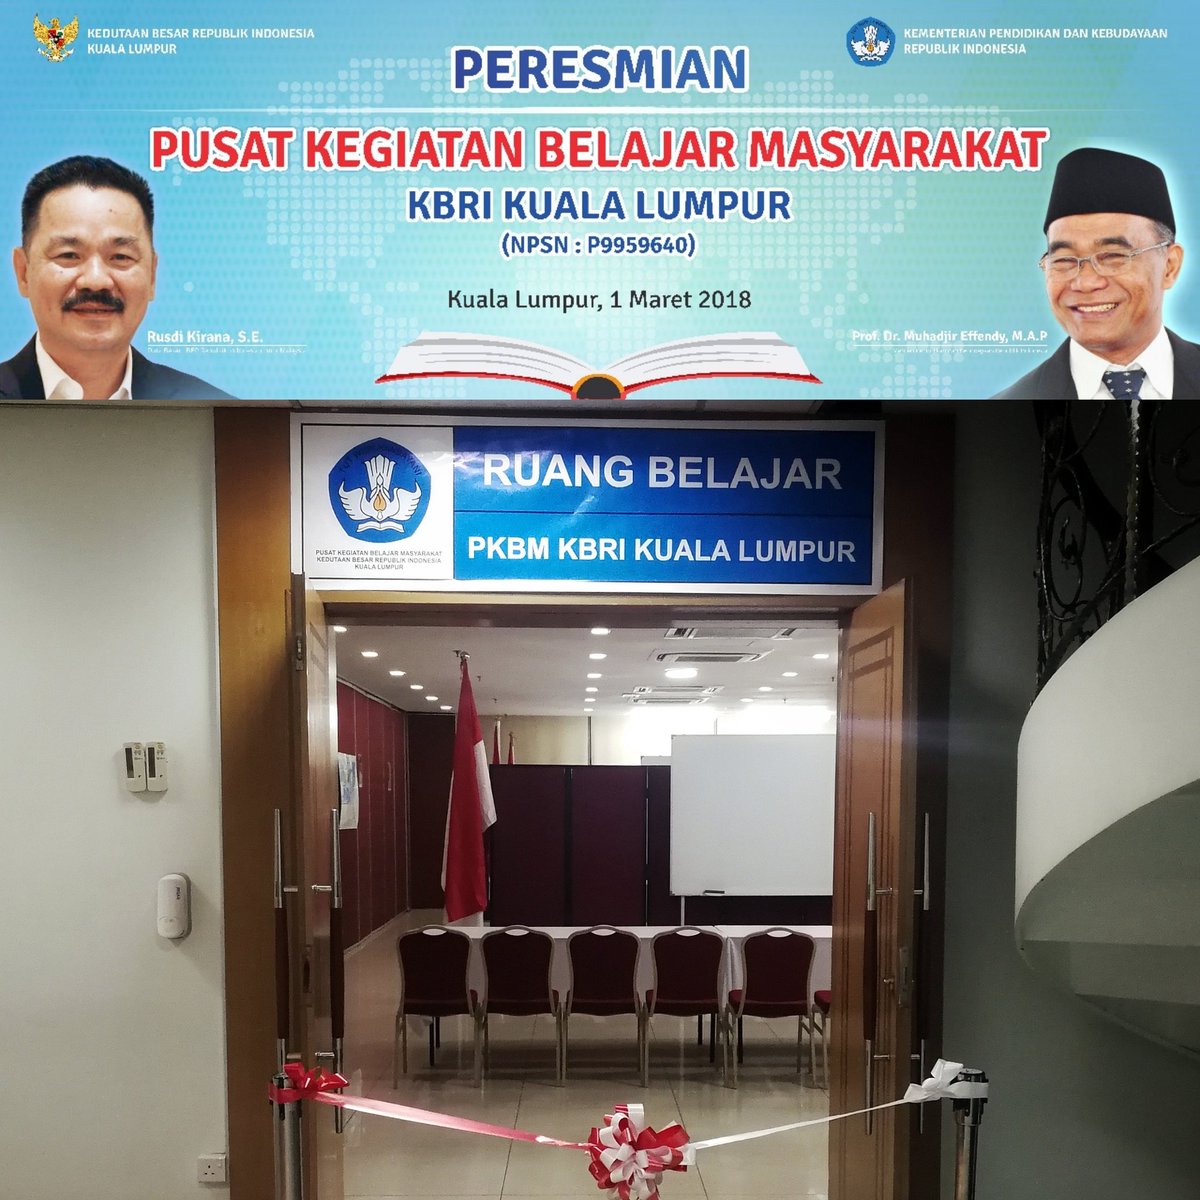 KEDUTAAN BESAR REPUBLIK INDONESIA
KUALA LUMPUR
KEMENTERIAN PENDIDIKAN DAN KEBUDAYAAN
REPUBLIK INDONESIA
PERESMIAN
PUSAT KEGIATAN BELAJAR MASYARAKAT
KBRI KUALA LUMPUR
(NPSN : P9959640)
Kuala Lumpur, 1 Maret 2018
Rusdi Kirana, S.E.
Prof. Dr. Muhadjir Effendy, M.A.P
RUANG BELAJAR
PKBM KBRI KUALA LUMPUR
PUSAT KEGIATAN BELAJAR MASYARAKAT
KEDUTAAN BESAR REPUBLIK INDONESIA
KUALA LUMPUR